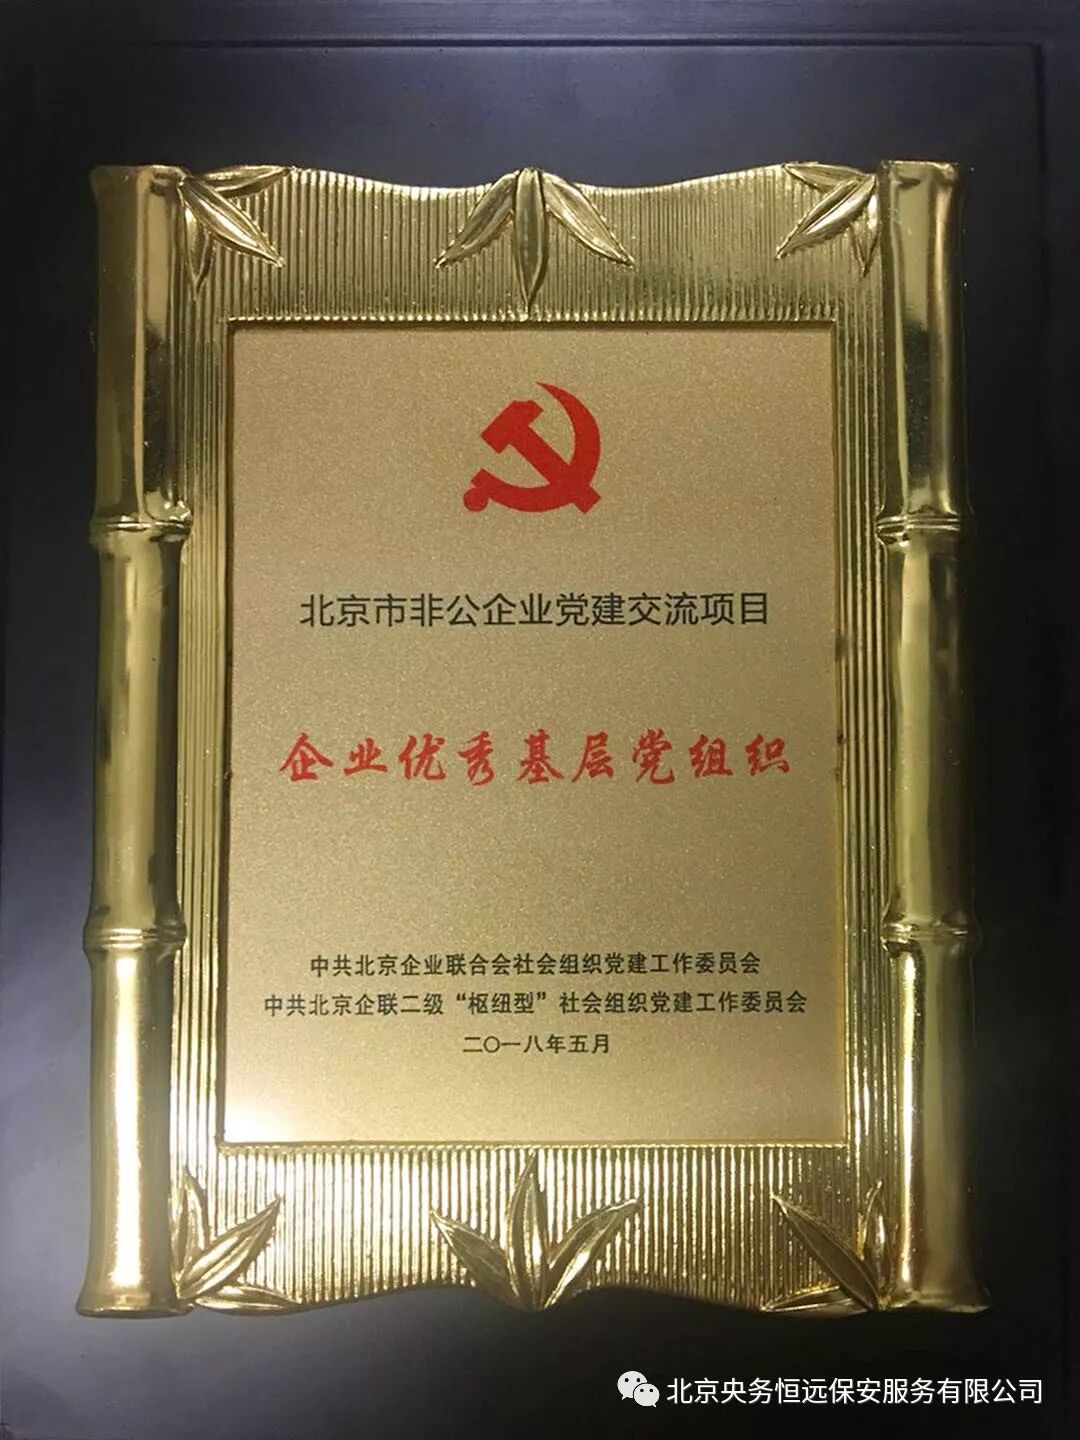 北京市非公企业党建交流项目
企业优秀基层党组织
中共北京企业联合会社会组织党建工作委员会
中共北京企联二级“枢纽型”社会组织党建工作委员会
二〇一八年五月
北京央务恒远保安服务有限公司